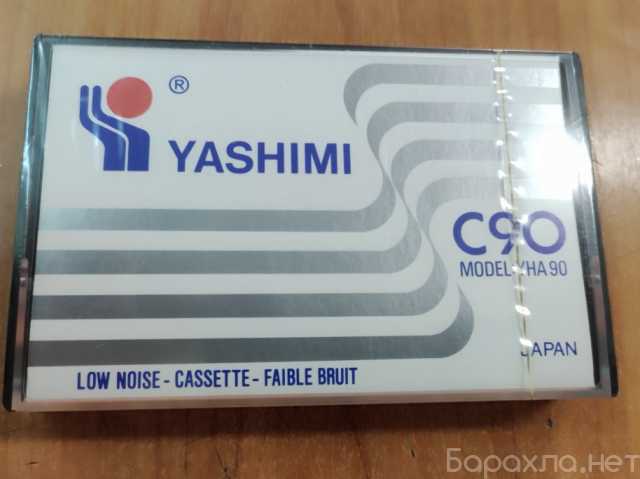 ®
YASHIMI
C90
MODEL YHA 90
JAPAN
LOW NOISE - CASSETTE - FAIBLE BRUIT
Барахла.нет